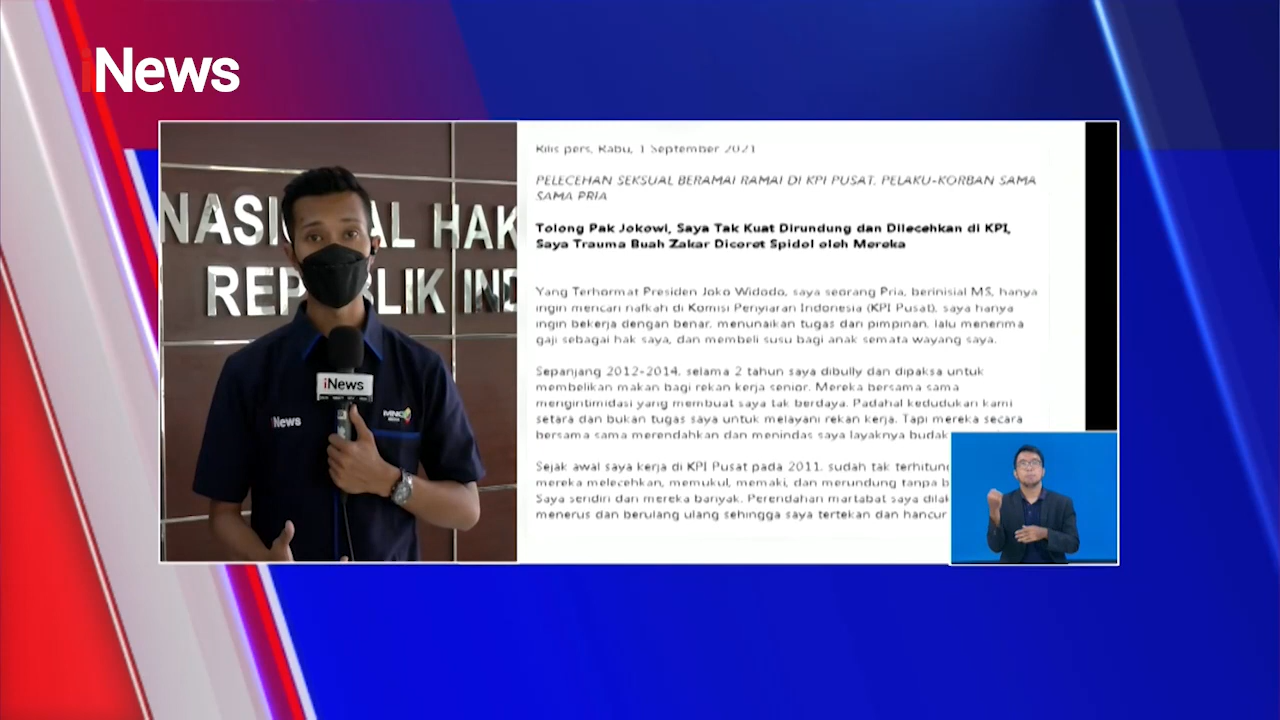 iNews
NASI AL HAK
REPUBLIK IND
iNews
iNews
MNC
Rilis pers, Rabu, 1 September 2021
PELECEHAN SEKSUAL BERAMAI RAMAI DI KPI PUSAT. PELAKU-KORBAN SAMA
SAMA PRIA
Tolong Pak Jokowi, Saya Tak Kuat Dirundung dan Dilecehkan di KPI,
Saya Trauma Buah Zakar Dicoret Spidol oleh Mereka
Yang Terhormat Presiden Joko Widodo, saya seorang Pria, berinisial MS, hanya
ingin mencari nafkah di Komisi Penyiaran Indonesia (KPI Pusat), saya hanya
ingin bekerja dengan benar, menunaikan tugas dari pimpinan, lalu menerima
gaji sebagai hak saya, dan membeli susu bagi anak semata wayang saya.
Sepanjang 2012-2014, selama 2 tahun saya dibully dan dipaksa untuk
membelikan makan bagi rekan kerja senior. Mereka bersama sama
mengintimidasi yang membuat saya tak berdaya. Padahal kedudukan kami
setara dan bukan tugas saya untuk melayani rekan kerja. Tapi mereka secara
bersama sama merendahkan dan menindas saya layaknya budak
Sejak awal saya kerja di KPI Pusat pada 2011, sudah tak terhitung
mereka melecehkan, memukul, memaki, dan merundung tanpa b
Saya sendiri dan mereka banyak. Perendahan martabat saya dilak
menerus dan berulang ulang sehingga saya tertekan dan hancur